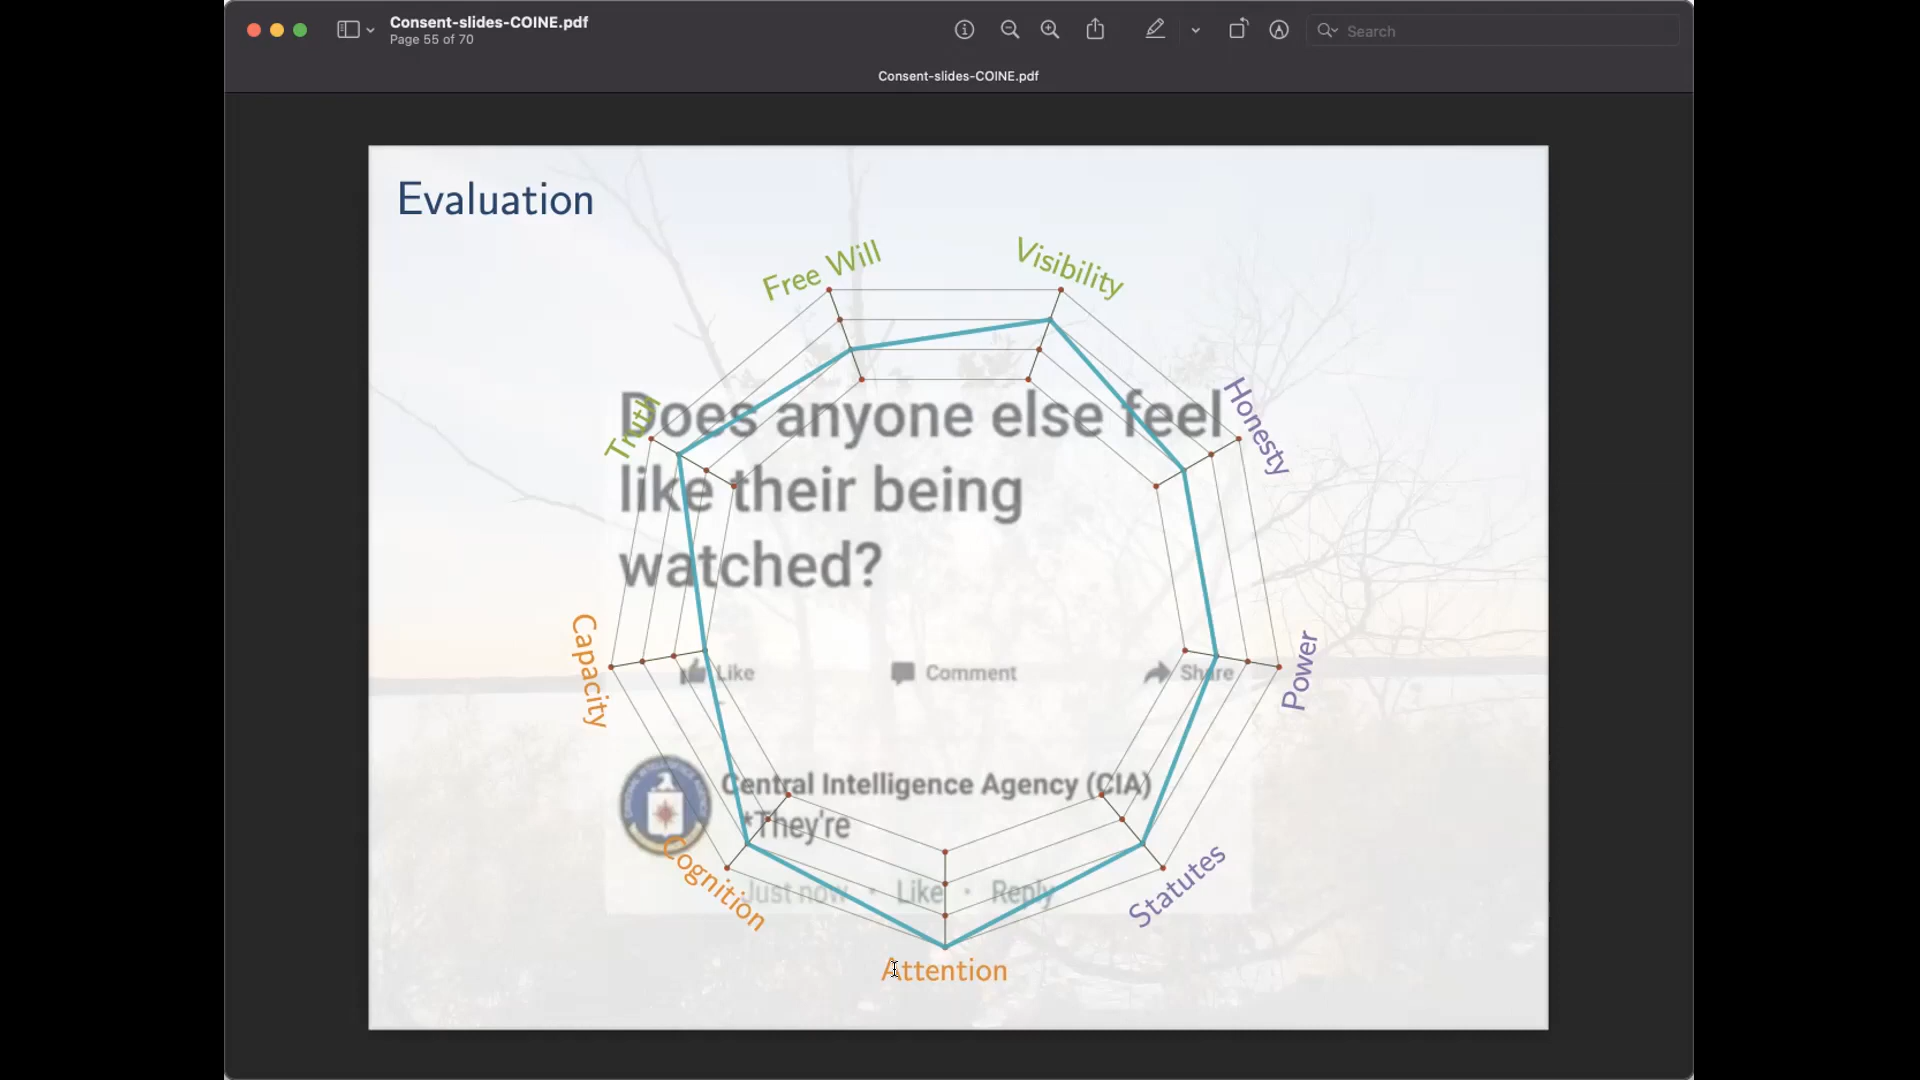 Consent-slides-COINE.pdf
Page 55 of 70
Search
Consent-slides-COINE.pdf
Evaluation
Free Will
Visibility
Truth
Honesty
Does anyone else feel
like their being
watched?
Capacity
Power
Like
Comment
Share
Central Intelligence Agency (CIA)
*They're
Just now · Like · Reply
Cognition
Statutes
Attention